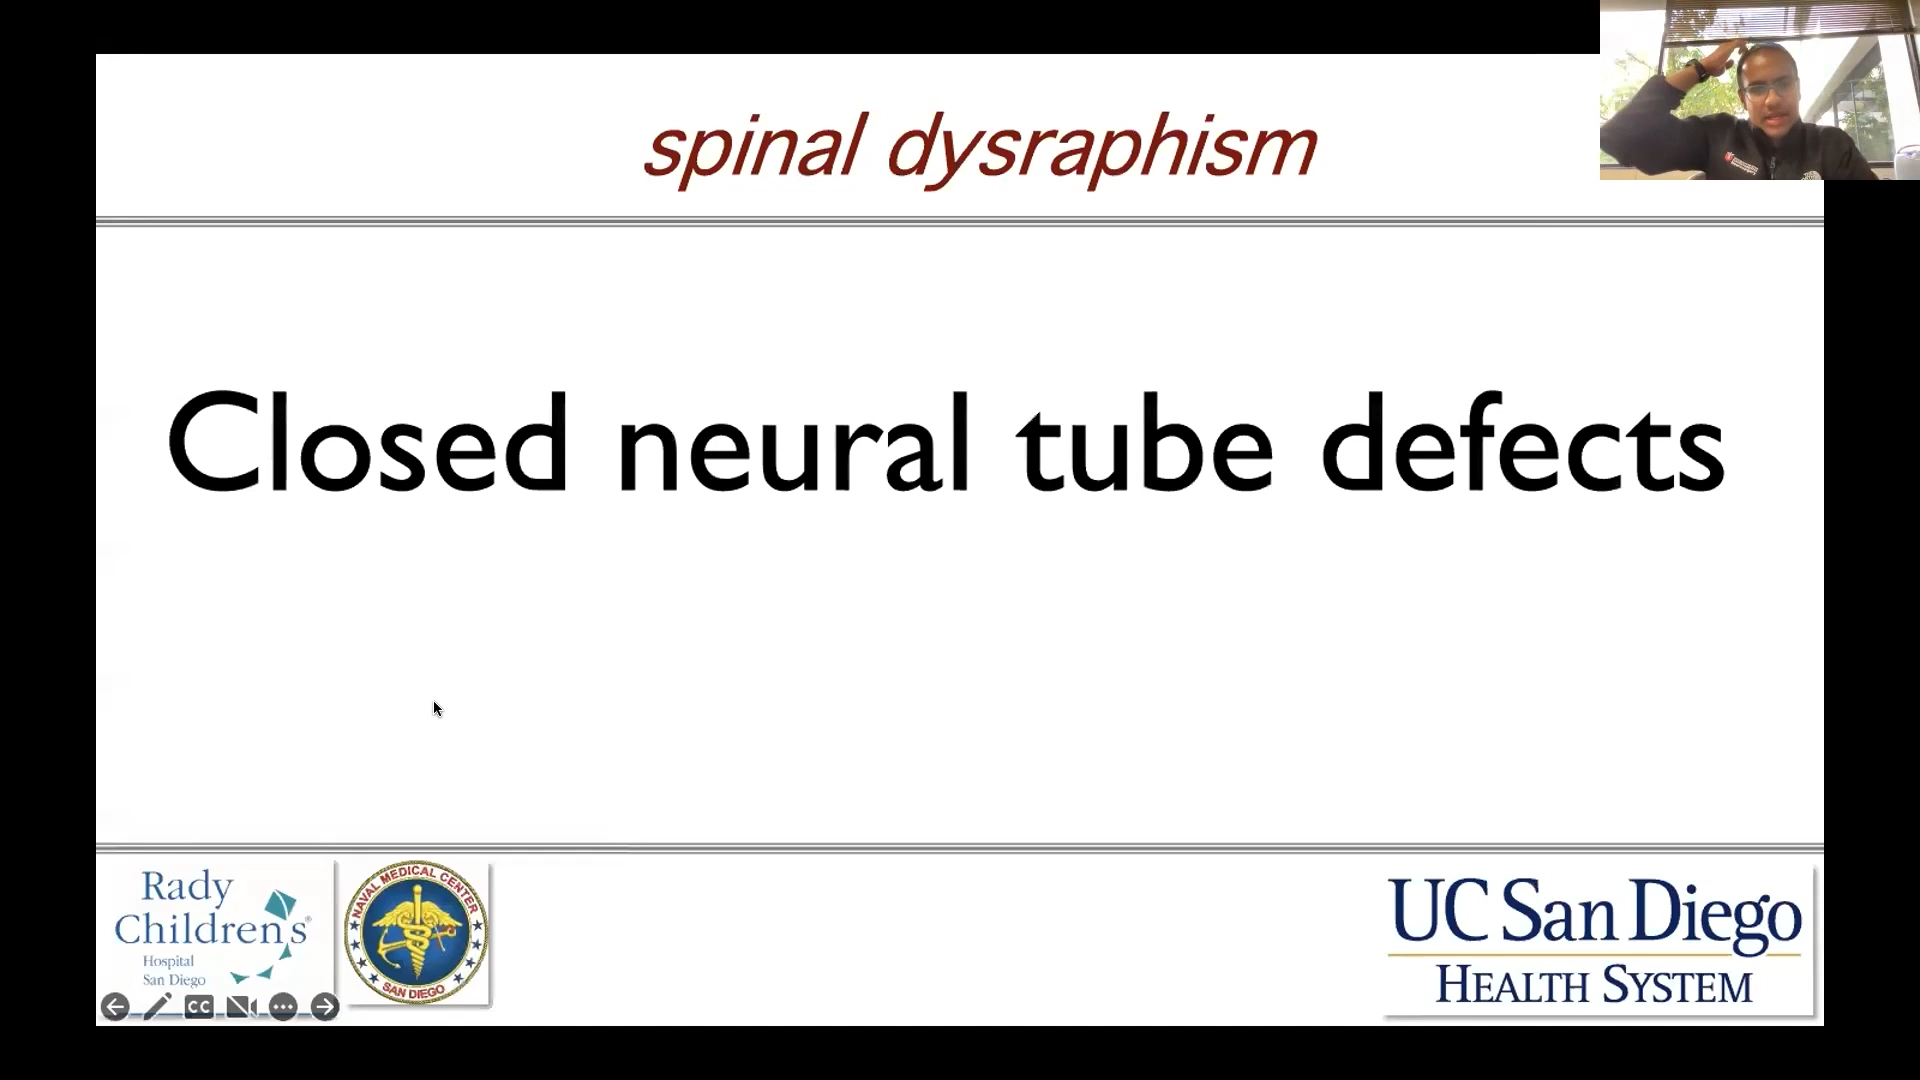 spinal dysraphism
Closed neural tube defects
Rady
Children's
Hospital
San Diego
NAVAL MEDICAL CENTER
SAN DIEGO
CC
UC San Diego
HEALTH SYSTEM